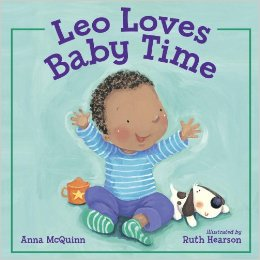 Leo Loves
Baby Time
Anna McQuinn
illustrated by
Ruth Hearson